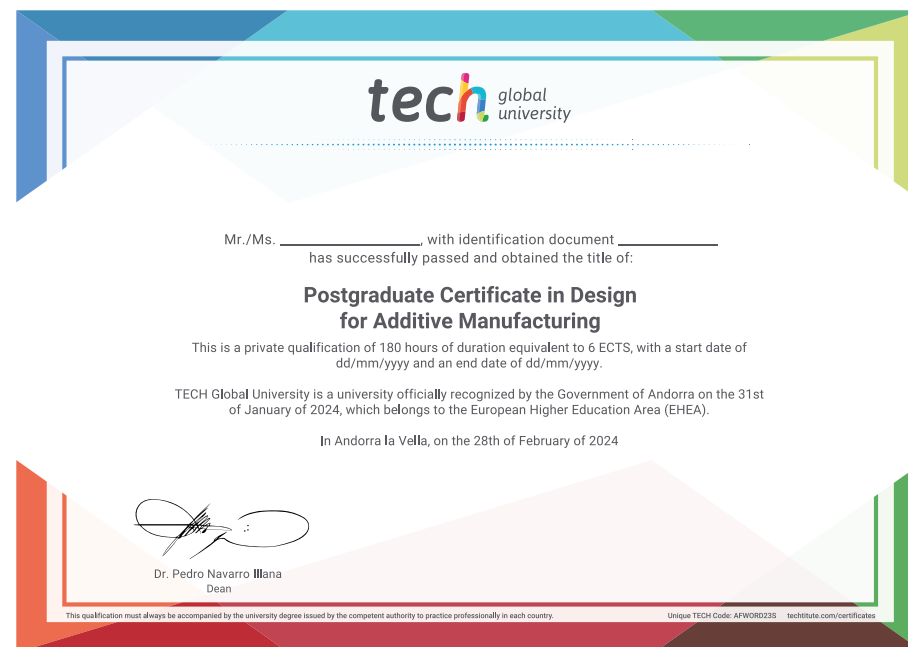 tech global university
Mr./Ms. ____________________, with identification document ______________
has successfully passed and obtained the title of:
Postgraduate Certificate in Design
for Additive Manufacturing
This is a private qualification of 180 hours of duration equivalent to 6 ECTS, with a start date of
dd/mm/yyyy and an end date of dd/mm/yyyy.
TECH Global University is a university officially recognized by the Government of Andorra on the 31st
of January of 2024, which belongs to the European Higher Education Area (EHEA).
In Andorra la Vella, on the 28th of February of 2024
Dr. Pedro Navarro Illana
Dean
This qualification must always be accompanied by the university degree issued by the competent authority to practice professionally in each country.
Unique TECH Code: AFWORD23S techtitute.com/certificates